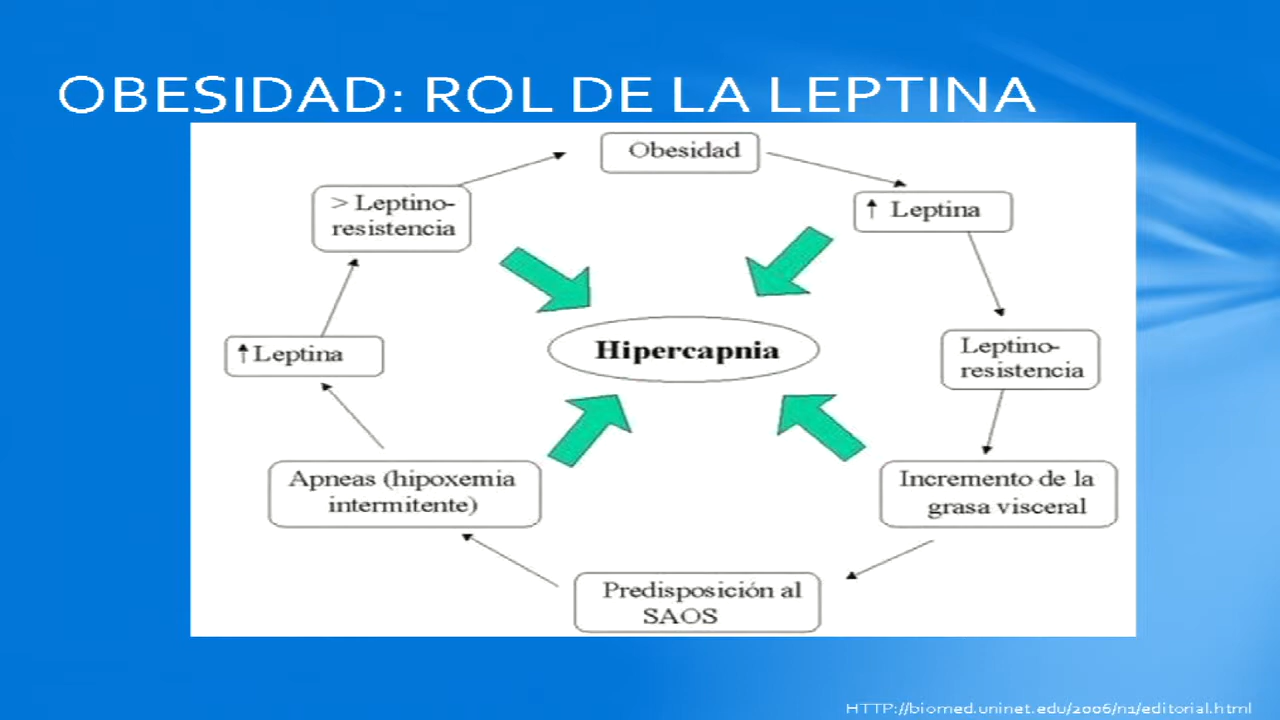 OBESIDAD: ROL DE LA LEPTINA
Obesidad
↑ Leptina
Leptino-
resistencia
Incremento de la
grasa visceral
Predisposición al
SAOS
Apneas (hipoxemia
intermitente)
↑Leptina
> Leptino-
resistencia
Hipercapnia
HTTP://biomed.uninet.edu/2006/n1/editorial.html